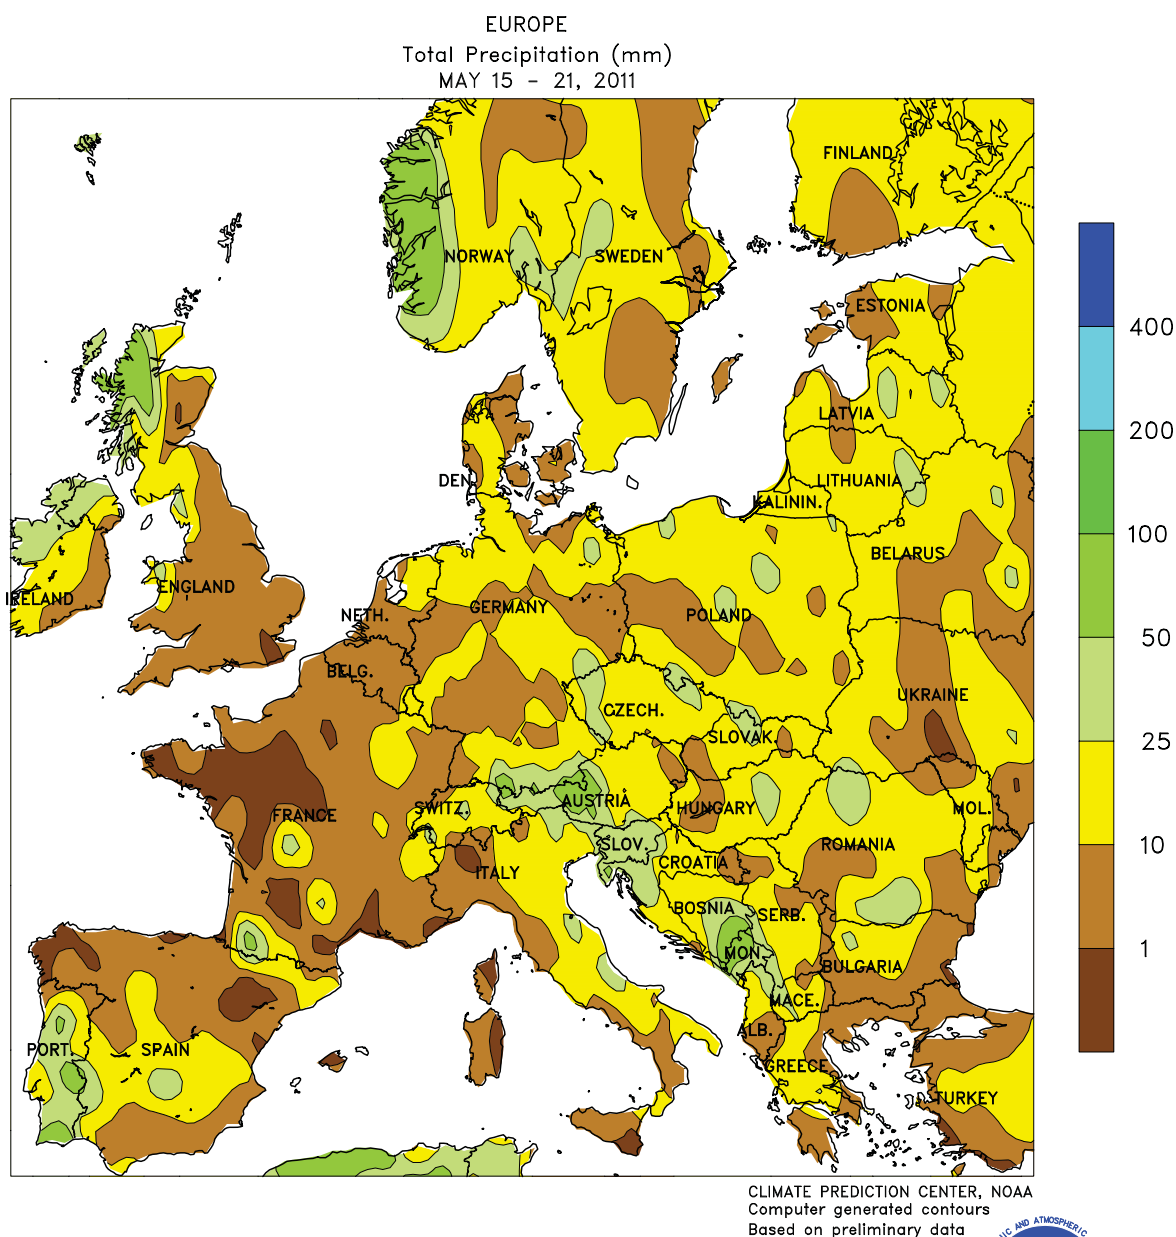 EUROPE
Total Precipitation (mm)
MAY 15 - 21, 2011
FINLAND
NORWAY
SWEDEN
ESTONIA
400
LATVIA
200
DEN.
LITHUANIA
KALININ.
100
BELARUS
ENGLAND
IRELAND
NETH.
GERMANY
POLAND
50
BELG.
UKRAINE
CZECH.
SLOVAK.
25
AUSTRIA
SWITZ.
HUNGARY
MOL.
FRANCE
SLOV.
ROMANIA
10
CROATIA
ITALY
BOSNIA
SERB.
MON.
1
BULGARIA
MACE.
ALB.
PORT.
SPAIN
GREECE
TURKEY
CLIMATE PREDICTION CENTER, NOAA
Computer generated contours
Based on preliminary data
NIC AND ATMOSPHERIC